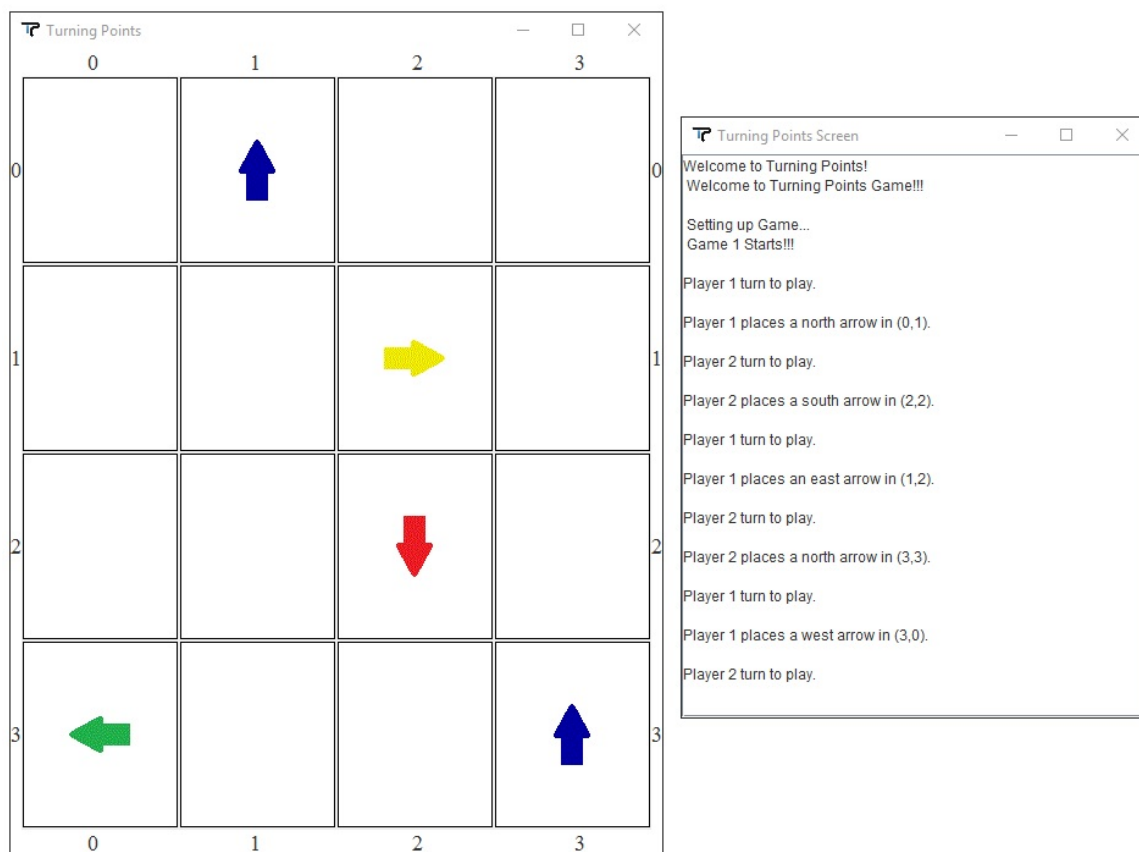 Turning Points
0 1 2 3
0 0
1 1
2 2
3 3
0 1 2 3
Turning Points Screen
Welcome to Turning Points!
Welcome to Turning Points Game!!!
Setting up Game...
Game 1 Starts!!!
Player 1 turn to play.
Player 1 places a north arrow in (0,1).
Player 2 turn to play.
Player 2 places a south arrow in (2,2).
Player 1 turn to play.
Player 1 places an east arrow in (1,2).
Player 2 turn to play.
Player 2 places a north arrow in (3,3).
Player 1 turn to play.
Player 1 places a west arrow in (3,0).
Player 2 turn to play.